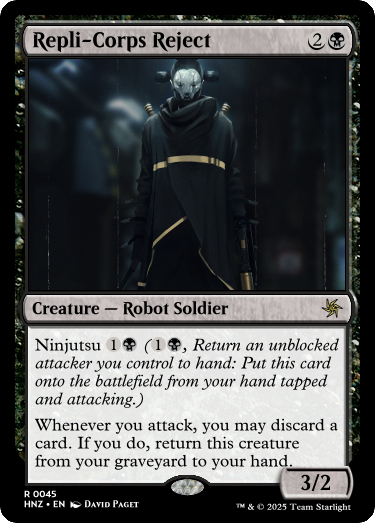 Repli-Corps Reject 2
Creature — Robot Soldier
Ninjutsu 1 (1, Return an unblocked
attacker you control to hand: Put this card
onto the battlefield from your hand tapped
and attacking.)
Whenever you attack, you may discard a
card. If you do, return this creature
from your graveyard to your hand.
3/2
R 0045
HNZ • EN DAVID PAGET
™ & © 2025 Team Starlight